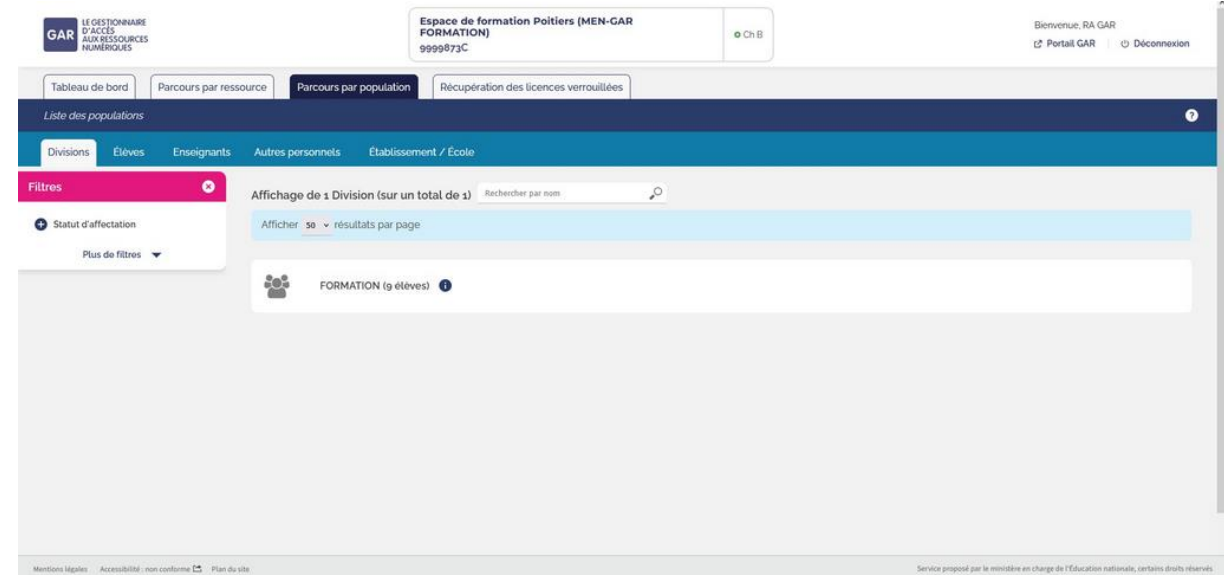 GAR
LE GESTIONNAIRE
D'ACCÈS
AUX RESSOURCES
NUMÉRIQUES
Espace de formation Poitiers (MEN-GAR
FORMATION)
9999873C
Ch B
Bienvenue, RA GAR
Portail GAR
Déconnexion
Tableau de bord
Parcours par ressource
Parcours par population
Récupération des licences verrouillées
Liste des populations
?
Divisions
Élèves
Enseignants
Autres personnels
Établissement / École
Filtres
Affichage de 1 Division (sur un total de 1)
Rechercher par nom
Statut d'affectation
Afficher 50 résultats par page
Plus de filtres
FORMATION (9 élèves)
Mentions légales
Accessibilité : non conforme
Plan du site
Service proposé par le ministère en charge de l'Éducation nationale, certains droits réservés